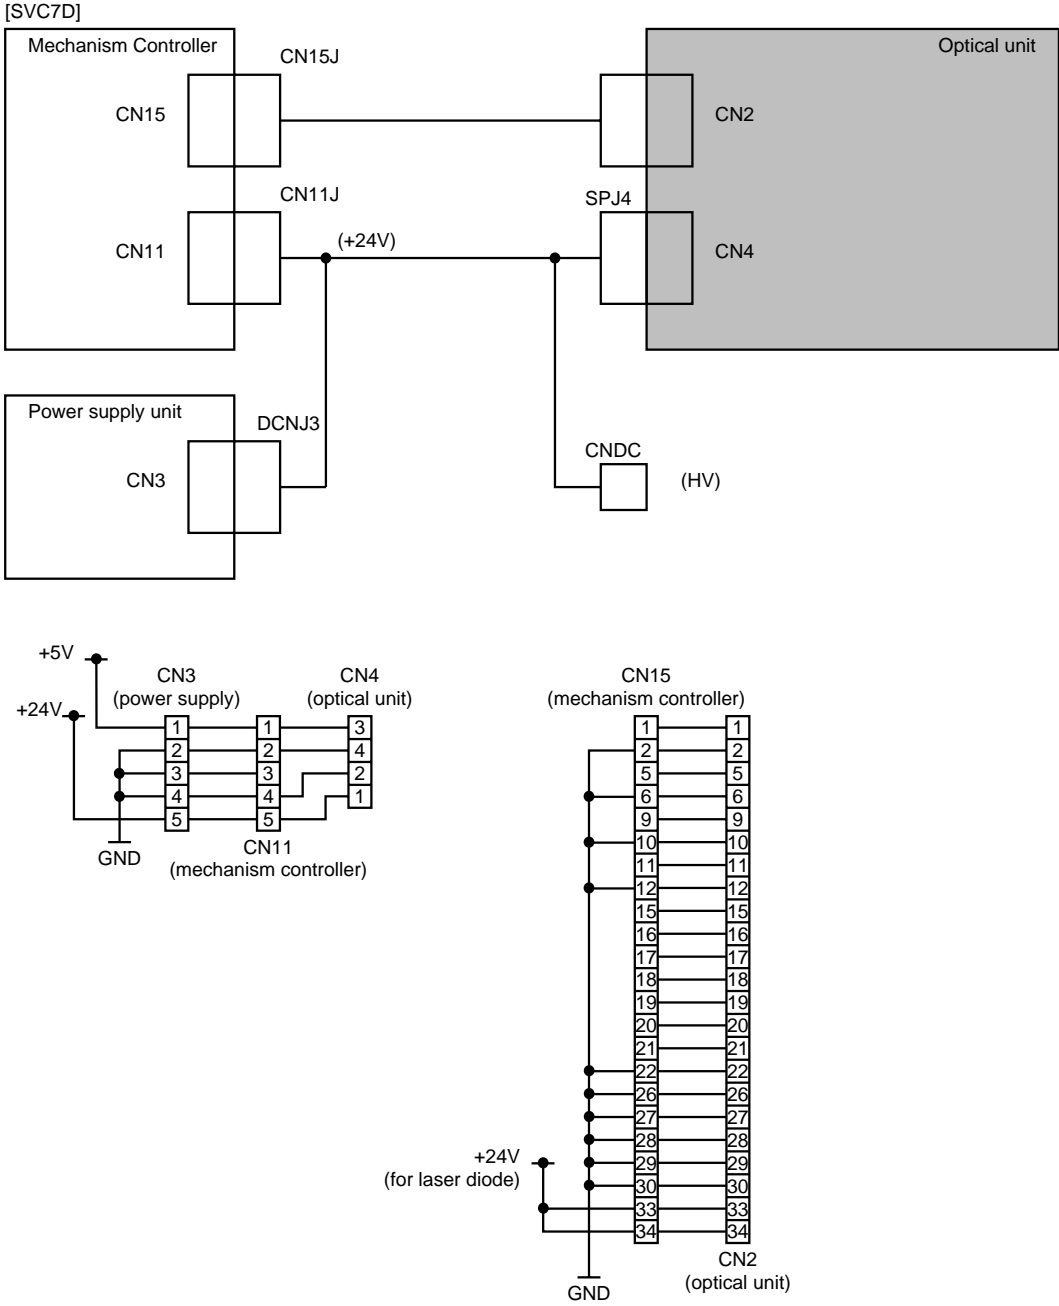 [SVC7D]
Mechanism Controller
Optical unit
CN15J
CN15
CN2
CN11J
SPJ4
CN11
(+24V)
CN4
Power supply unit
DCNJ3
CNDC
CN3
(HV)
+5V
CN3
(power supply)
CN4
(optical unit)
+24V
1 1 3
2 2 4
3 3 2
4 4 1
5 5
GND
CN11
(mechanism controller)
CN15
(mechanism controller)
1 1
2 2
5 5
6 6
9 9
10 10
11 11
12 12
15 15
16 16
17 17
18 18
19 19
20 20
21 21
22 22
26 26
27 27
28 28
29 29
30 30
33 33
34 34
+24V
(for laser diode)
CN2
(optical unit)
GND